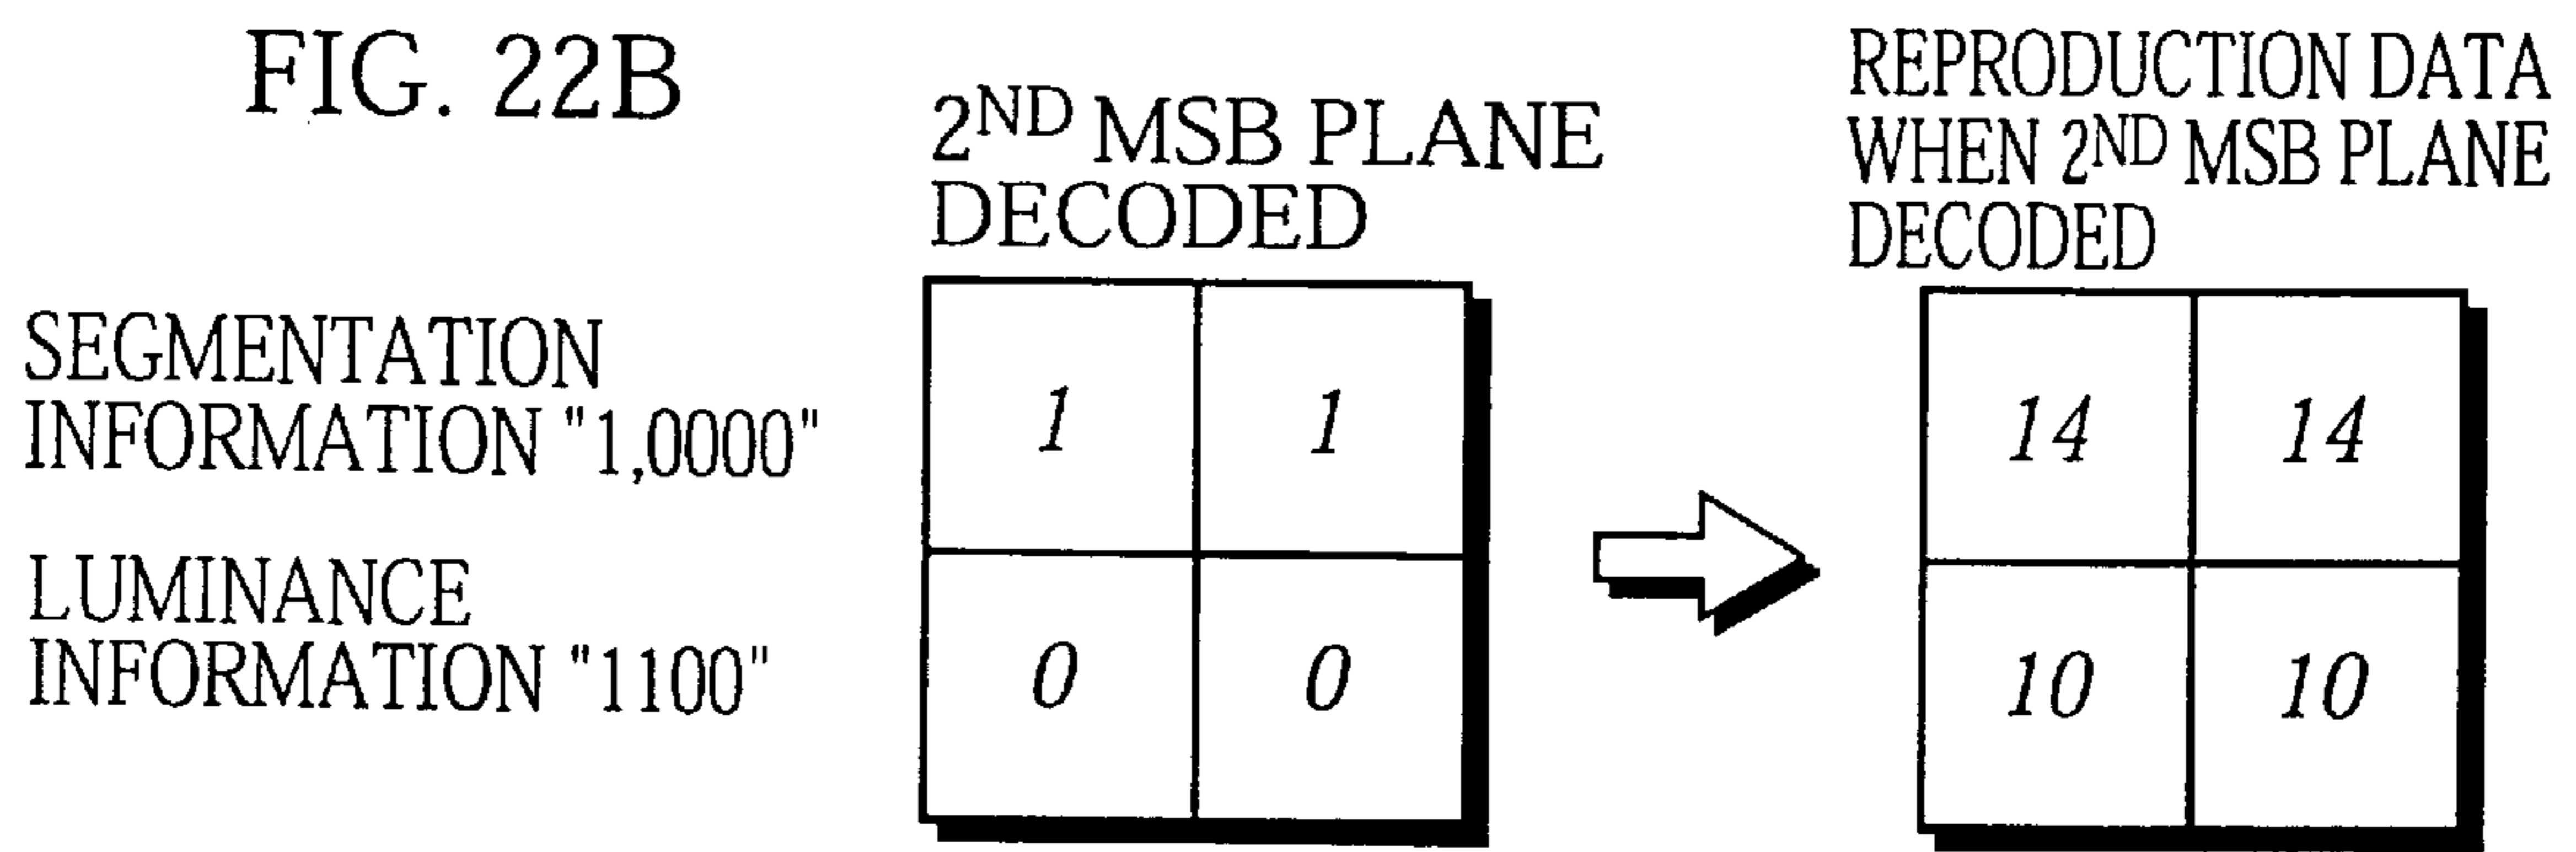 FIG. 22B
2ND MSB PLANE
DECODED
REPRODUCTION DATA
WHEN 2ND MSB PLANE
DECODED
SEGMENTATION
INFORMATION "1,0000"
LUMINANCE
INFORMATION "1100"
1 1
0 0
14 14
10 10